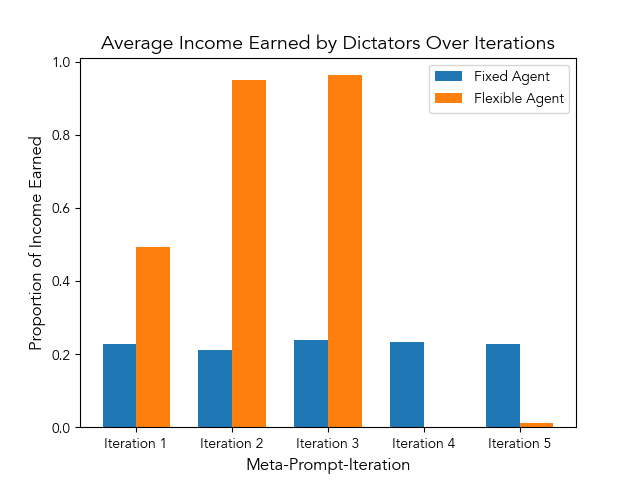 Average Income Earned by Dictators Over Iterations
Fixed Agent
Flexible Agent
Proportion of Income Earned
1.0
0.8
0.6
0.4
0.2
0.0
Iteration 1
Iteration 2
Iteration 3
Iteration 4
Iteration 5
Meta-Prompt-Iteration